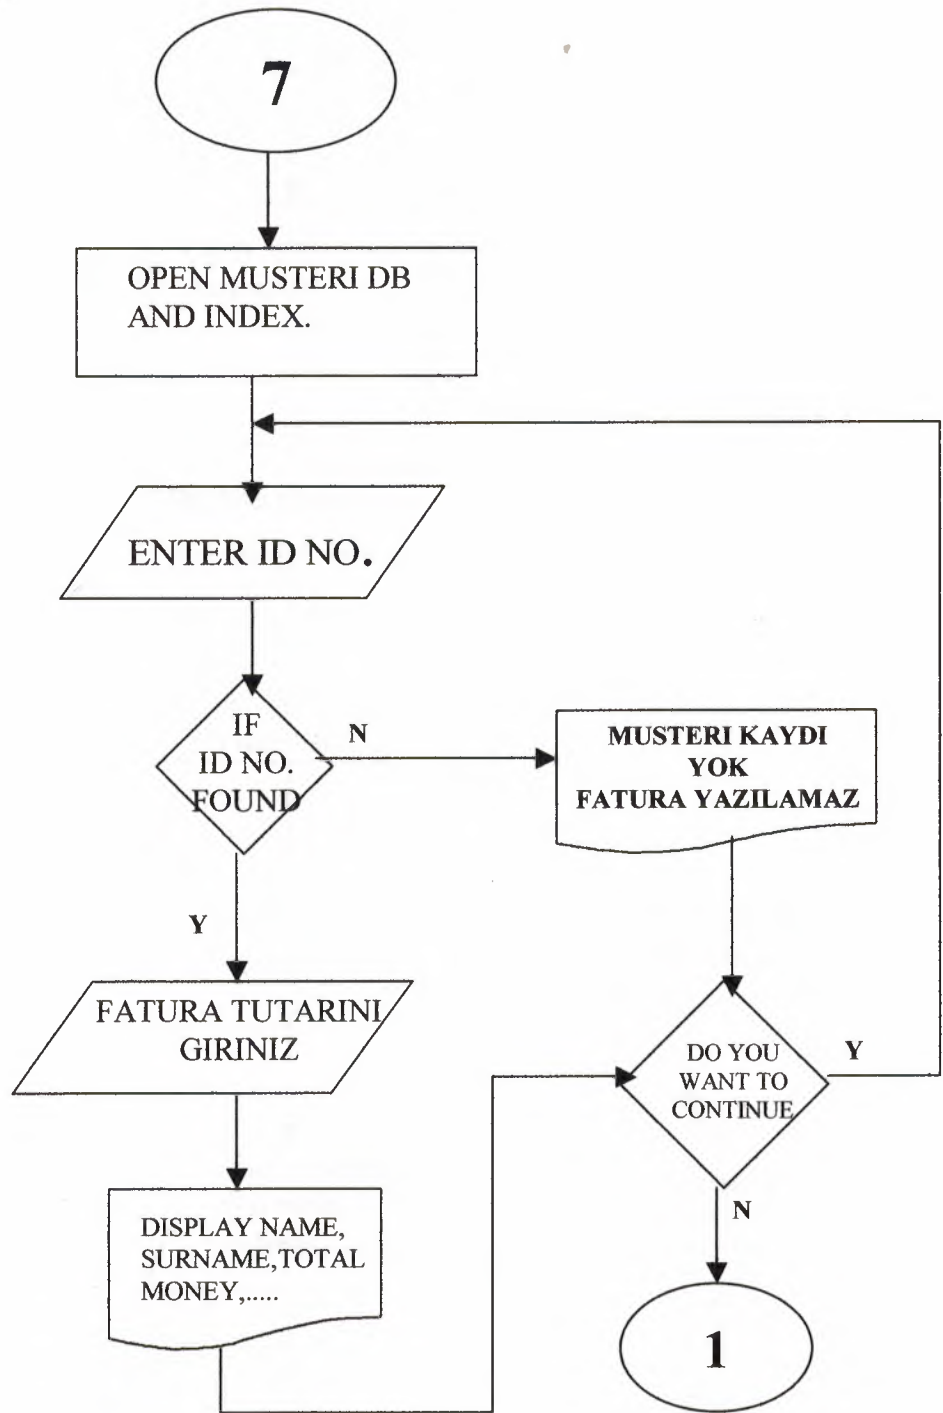 7
OPEN MUSTERI DB
AND INDEX.
ENTER ID NO.
IF
ID NO.
FOUND
N
MUSTERI KAYDI
YOK
FATURA YAZILAMAZ
Y
FATURA TUTARINI
GIRINIZ
DO YOU
WANT TO
CONTINUE
Y
N
DISPLAY NAME,
SURNAME,TOTAL
MONEY,.....
1